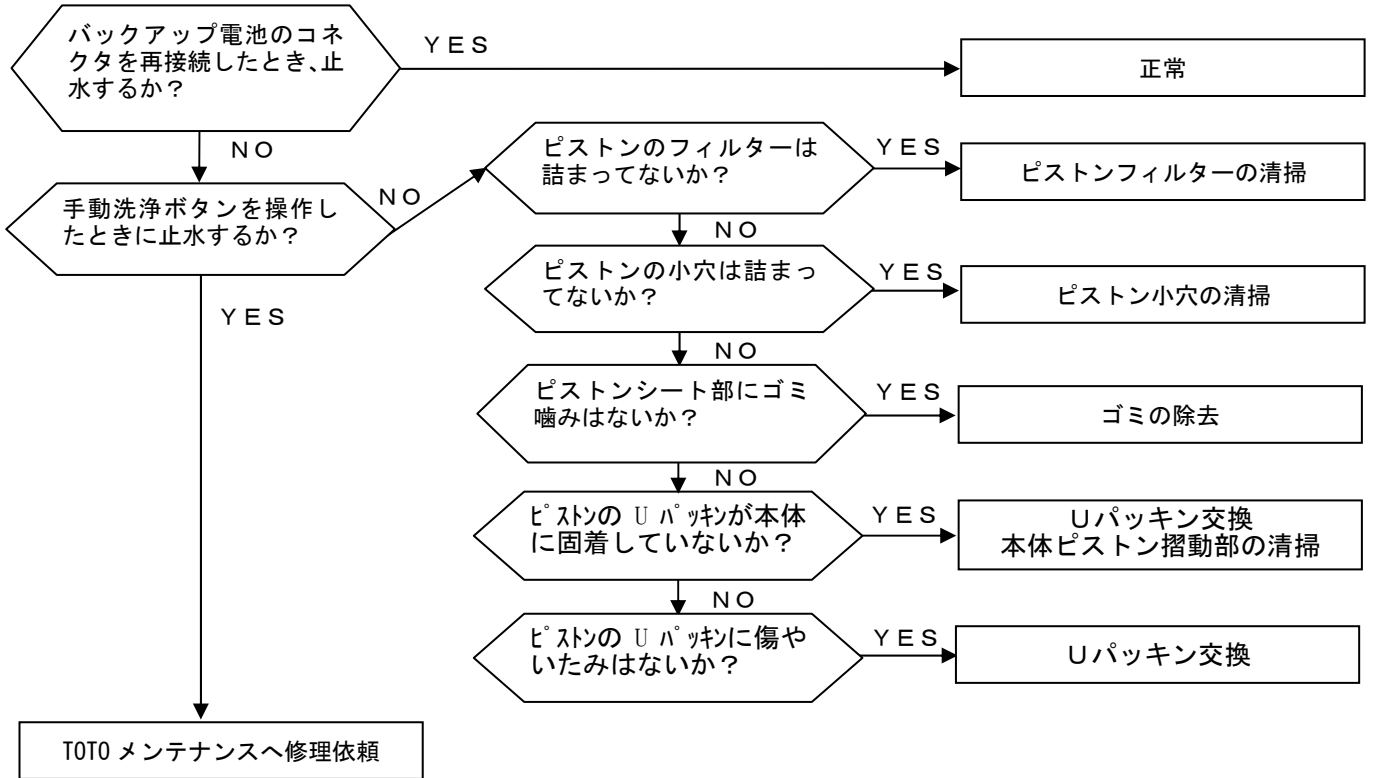 バックアップ電池のコネ
クタを再接続したとき、止
水するか？
ＹＥＳ
正常
ＮＯ
手動洗浄ボタンを操作し
たときに止水するか？
ＮＯ
ピストンのフィルターは
詰まってないか？
ＹＥＳ
ピストンフィルターの清掃
ＮＯ
ピストンの小穴は詰まっ
てないか？
ＹＥＳ
ピストン小穴の清掃
ＹＥＳ
ＮＯ
ピストンシート部にゴミ
噛みはないか？
ＹＥＳ
ゴミの除去
ＮＯ
ﾋﾟｽﾄﾝの U ﾊﾟｯｷﾝが本体
に固着していないか？
ＹＥＳ
Ｕパッキン交換
本体ピストン摺動部の清掃
ＮＯ
ﾋﾟｽﾄﾝの U ﾊﾟｯｷﾝに傷や
いたみはないか？
ＹＥＳ
Ｕパッキン交換
TOTO メンテナンスへ修理依頼